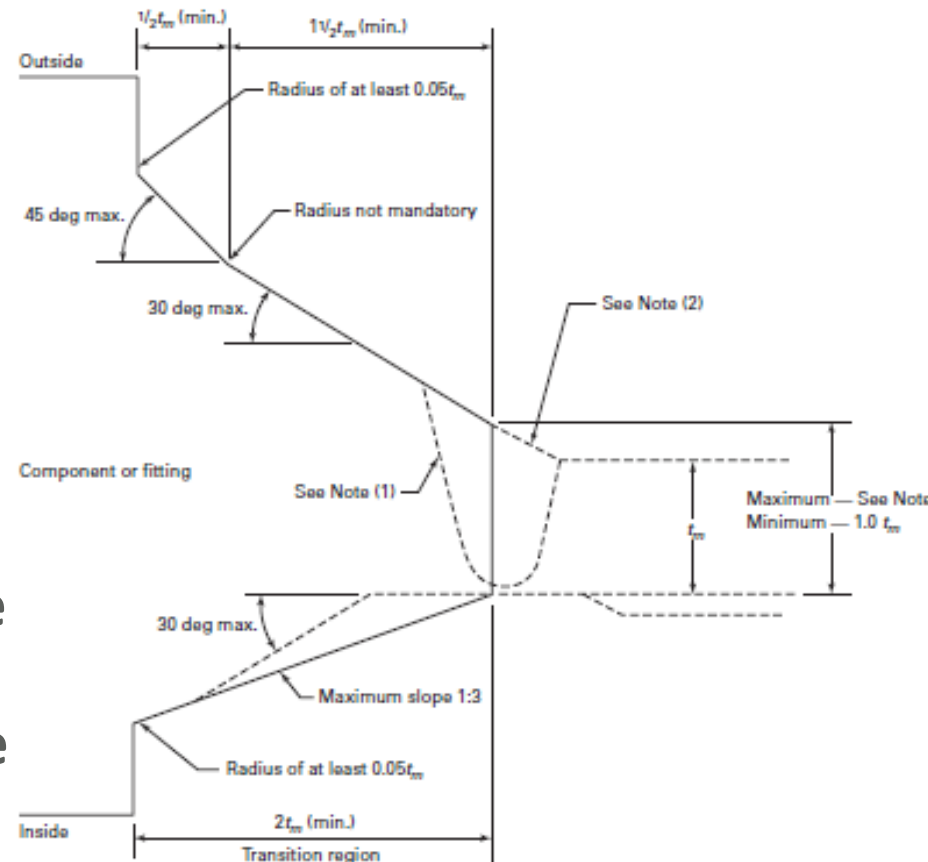 ½tm (min.)
1½tm (min.)
Outside
Radius of at least 0.05tm
45 deg max.
Radius not mandatory
30 deg max.
See Note (2)
Component or fitting
See Note (1)
tm
Maximum — See Note
Minimum — 1.0 tm
e
30 deg max.
Maximum slope 1:3
e
Radius of at least 0.05tm
Inside
2tm (min.)
Transition region